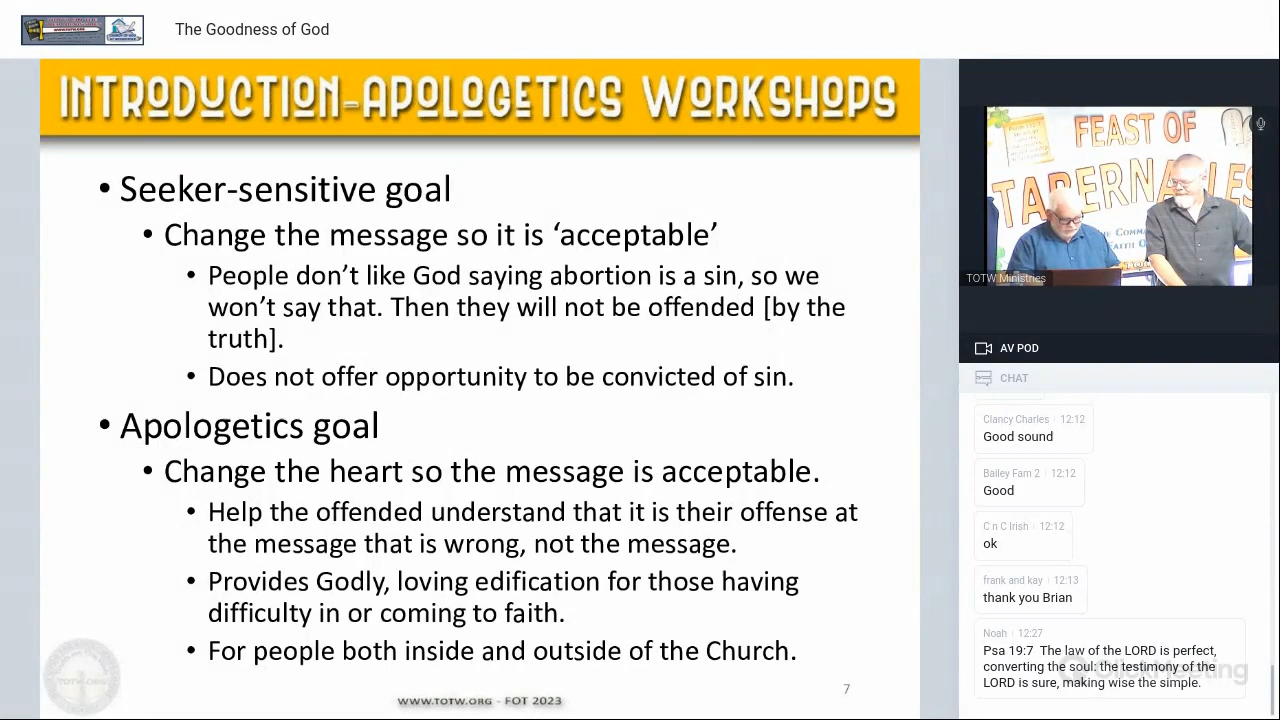 WWW.TOTW.ORG
The Goodness of God
INTRODUCTION-APOLOGETICS WORKSHOPS
• Seeker-sensitive goal
• Change the message so it is ‘acceptable’
• People don’t like God saying abortion is a sin, so we
won’t say that. Then they will not be offended [by the
truth].
• Does not offer opportunity to be convicted of sin.
• Apologetics goal
• Change the heart so the message is acceptable.
• Help the offended understand that it is their offense at
the message that is wrong, not the message.
• Provides Godly, loving edification for those having
difficulty in or coming to faith.
• For people both inside and outside of the Church.
WWW.TOTW.ORG - FOT 2023
7
FEAST OF
TABERNACLES
TOTW Ministries
AV POD
CHAT
Clancy Charles 12:12
Good sound
Bailey Fam 2 12:12
Good
C n C Irish 12:12
ok
frank and kay 12:13
thank you Brian
Noah 12:27
Psa 19:7 The law of the LORD is perfect,
converting the soul: the testimony of the
LORD is sure, making wise the simple.
ClickMeeting